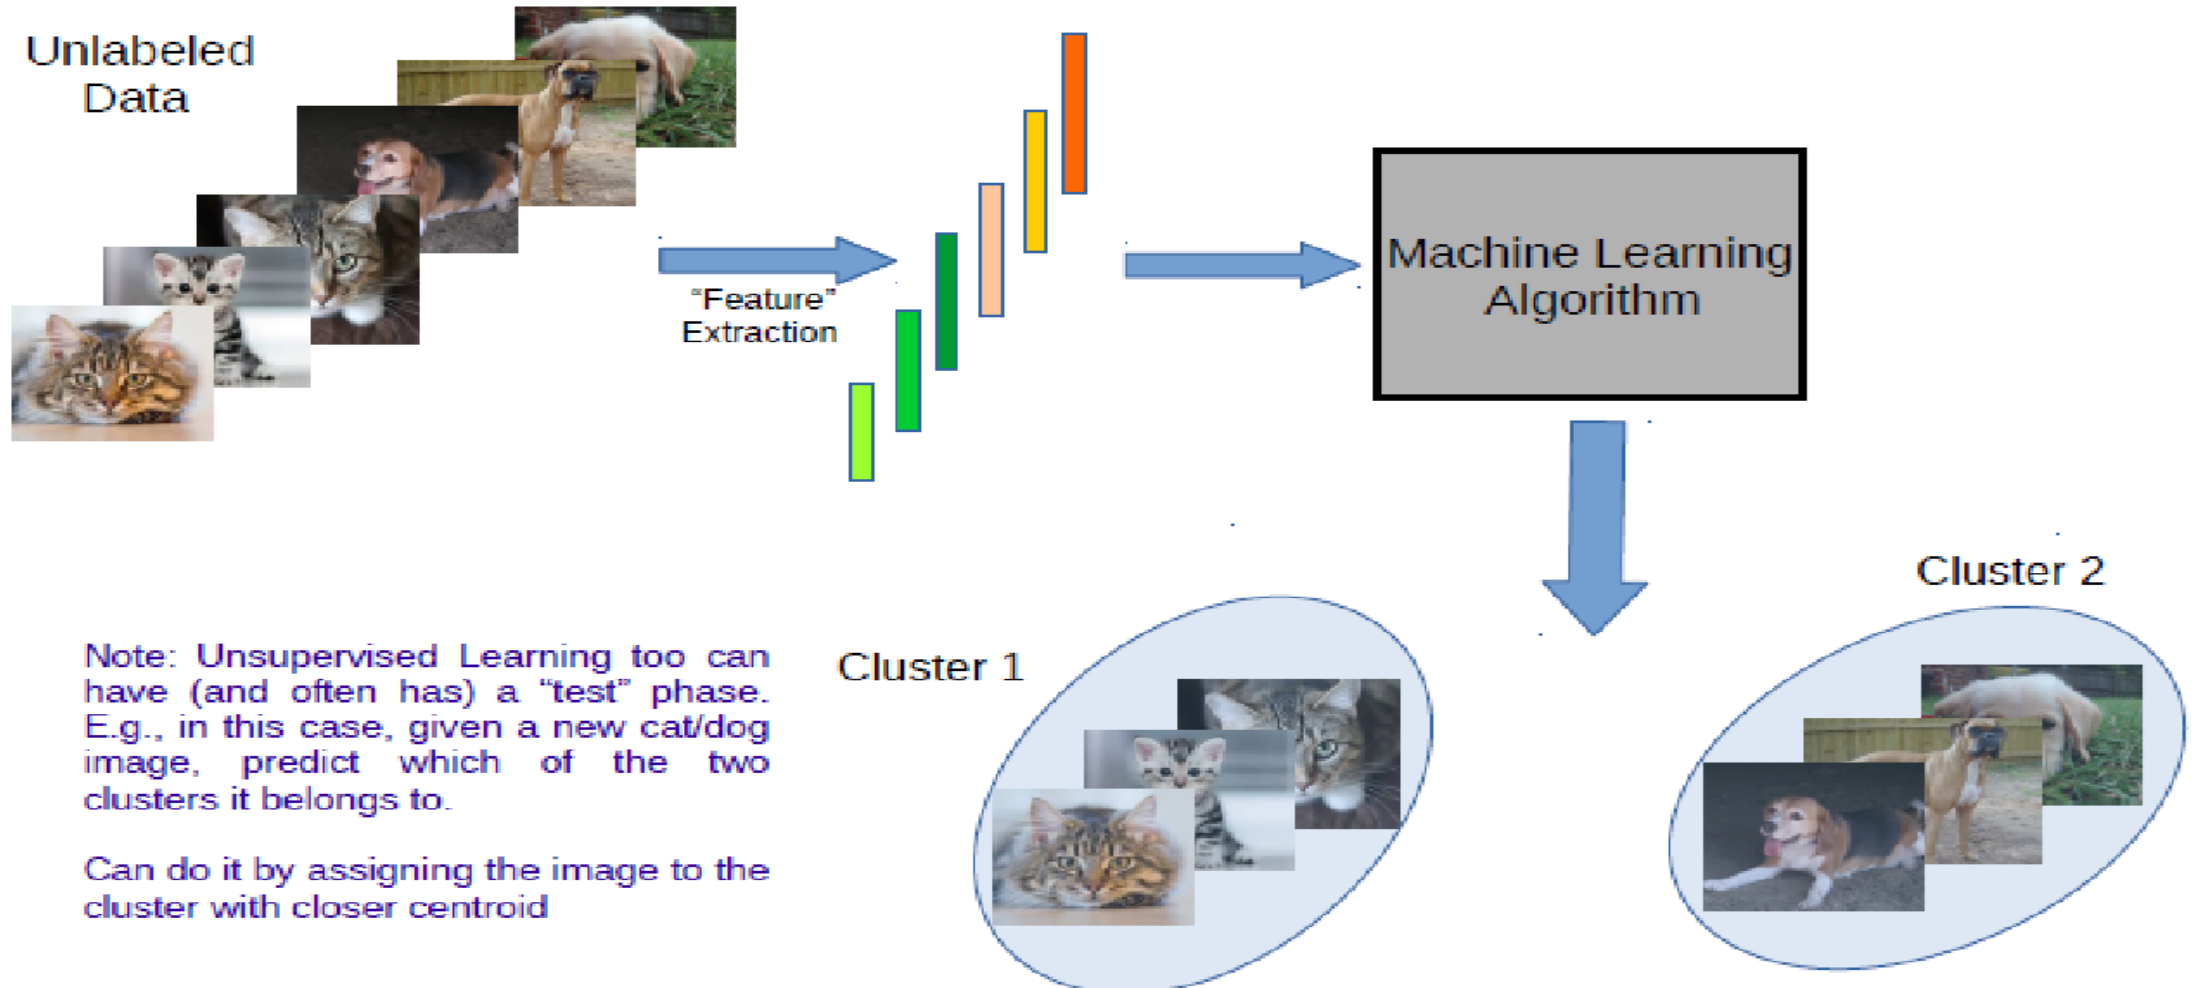 Unlabeled
Data
“Feature”
Extraction
Machine Learning
Algorithm
Cluster 2
Cluster 1
Note: Unsupervised Learning too can
have (and often has) a “test” phase.
E.g., in this case, given a new cat/dog
image, predict which of the two
clusters it belongs to.
Can do it by assigning the image to the
cluster with closer centroid